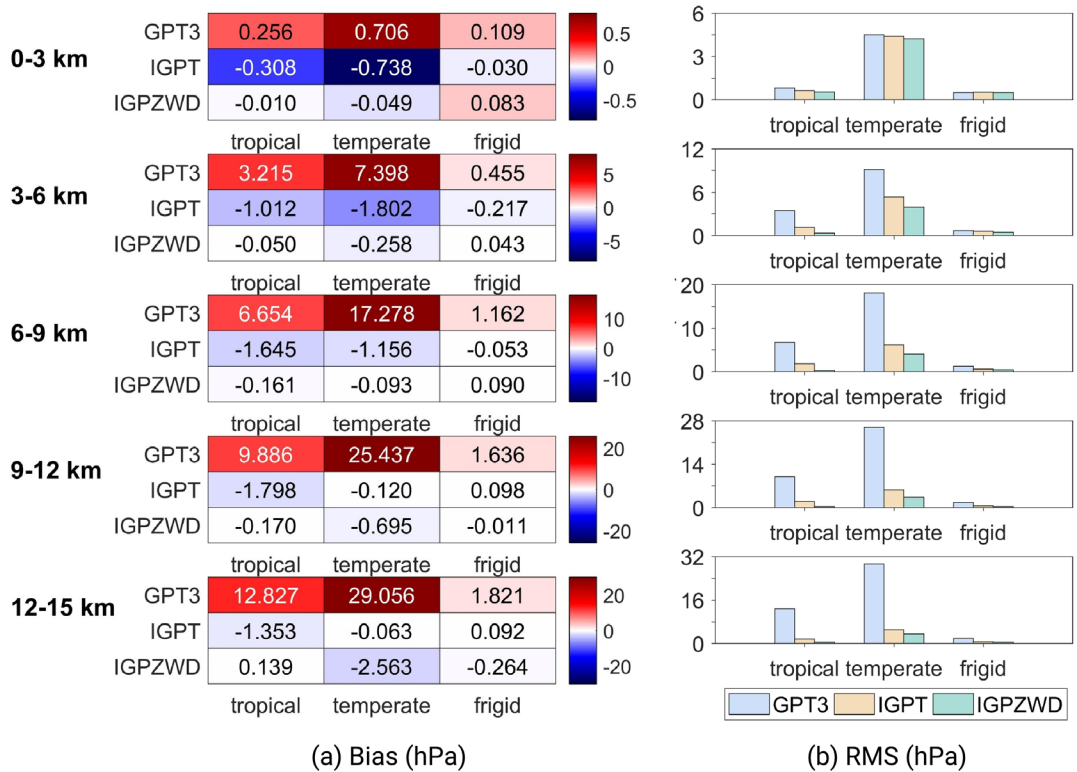 0-3 km
GPT3 0.256 0.706 0.109
IGPT -0.308 -0.738 -0.030
IGPZWD -0.010 -0.049 0.083
tropical temperate frigid
0.5
0
-0.5
6
3
0
tropical temperate frigid
3-6 km
GPT3 3.215 7.398 0.455
IGPT -1.012 -1.802 -0.217
IGPZWD -0.050 -0.258 0.043
tropical temperate frigid
5
0
-5
12
6
0
tropical temperate frigid
6-9 km
GPT3 6.654 17.278 1.162
IGPT -1.645 -1.156 -0.053
IGPZWD -0.161 -0.093 0.090
tropical temperate frigid
10
0
-10
20
10
0
tropical temperate frigid
9-12 km
GPT3 9.886 25.437 1.636
IGPT -1.798 -0.120 0.098
IGPZWD -0.170 -0.695 -0.011
tropical temperate frigid
20
0
-20
28
14
0
tropical temperate frigid
12-15 km
GPT3 12.827 29.056 1.821
IGPT -1.353 -0.063 0.092
IGPZWD 0.139 -2.563 -0.264
tropical temperate frigid
20
0
-20
32
16
0
tropical temperate frigid
GPT3 IGPT IGPZWD
(a) Bias (hPa)
(b) RMS (hPa)